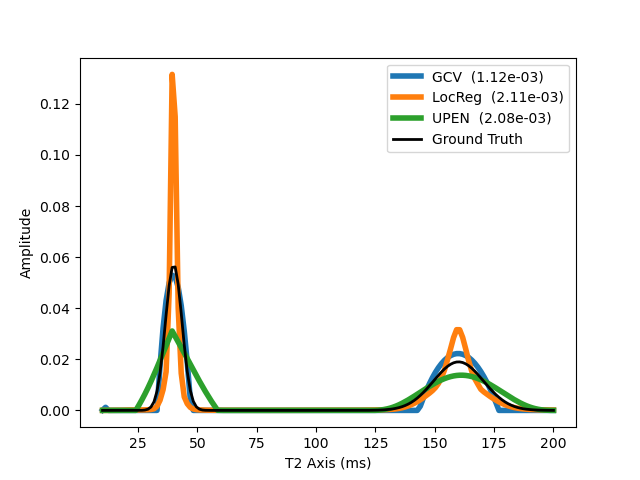 GCV  (1.12e-03)
LocReg  (2.11e-03)
UPEN  (2.08e-03)
Ground Truth
Amplitude
0.12
0.10
0.08
0.06
0.04
0.02
0.00
25 50 75 100 125 150 175 200
T2 Axis (ms)